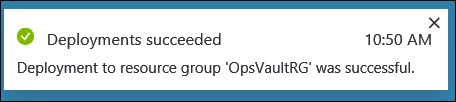 Deployments succeeded 10:50 AM
Deployment to resource group 'OpsVaultRG' was successful.